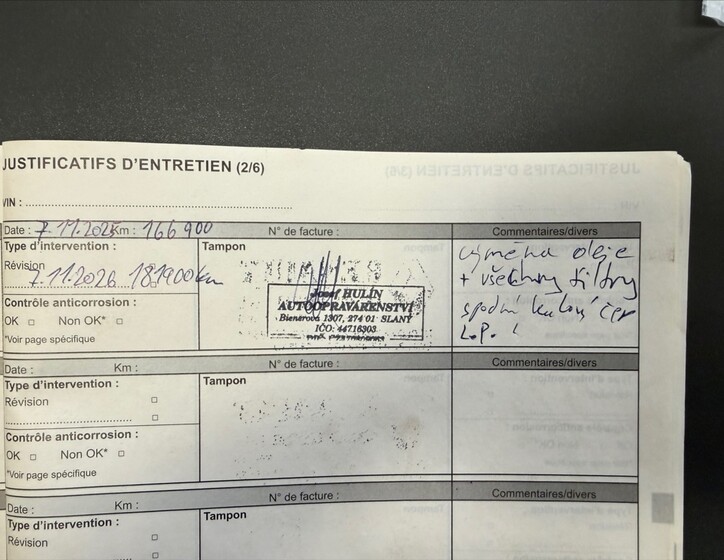 JUSTIFICATIFS D'ENTRETIEN (2/6)
VIN :
Date : 7.11.2025 Km : 166 900 N° de facture : Commentaires/divers
Type d'intervention : Tampon výměna oleje
Révision + všechny filtry
7.11.2026 181900 km spodní kulový čep
Josef HULÍN L.P.
AUTOOPRAVÁRENSTVÍ
Contrôle anticorrosion : Bienerova 1307, 274 01 SLANÝ
OK Non OK* IČO: 44716303
*Voir page spécifique
Date : Km : N° de facture : Commentaires/divers
Type d'intervention : Tampon
Révision
Contrôle anticorrosion :
OK Non OK*
*Voir page spécifique
Date : Km : N° de facture : Commentaires/divers
Type d'intervention : Tampon
Révision